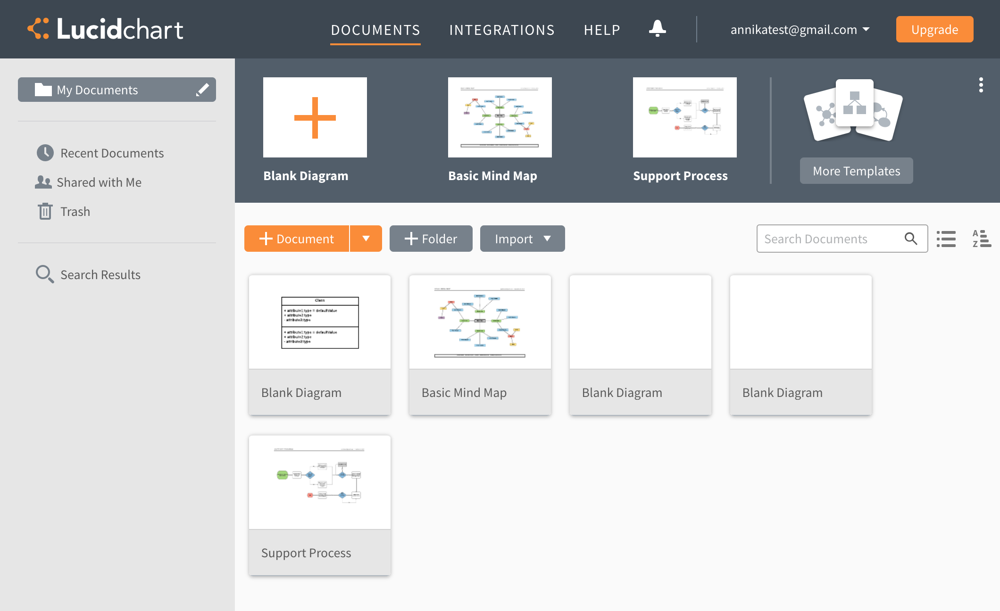 Lucidchart
DOCUMENTS
INTEGRATIONS
HELP
annikatest@gmail.com
Upgrade
My Documents
Recent Documents
Shared with Me
Trash
Search Results
Blank Diagram
Basic Mind Map
Support Process
More Templates
Document
Folder
Import
Search Documents
A
Z
Class
+ attribute1:type = defaultValue
+ attribute2:type
- attribute3:type
+ attribute1:type = defaultValue
+ attribute2:type
- attribute3:type
Blank Diagram
Basic Mind Map
Blank Diagram
Blank Diagram
Support Process